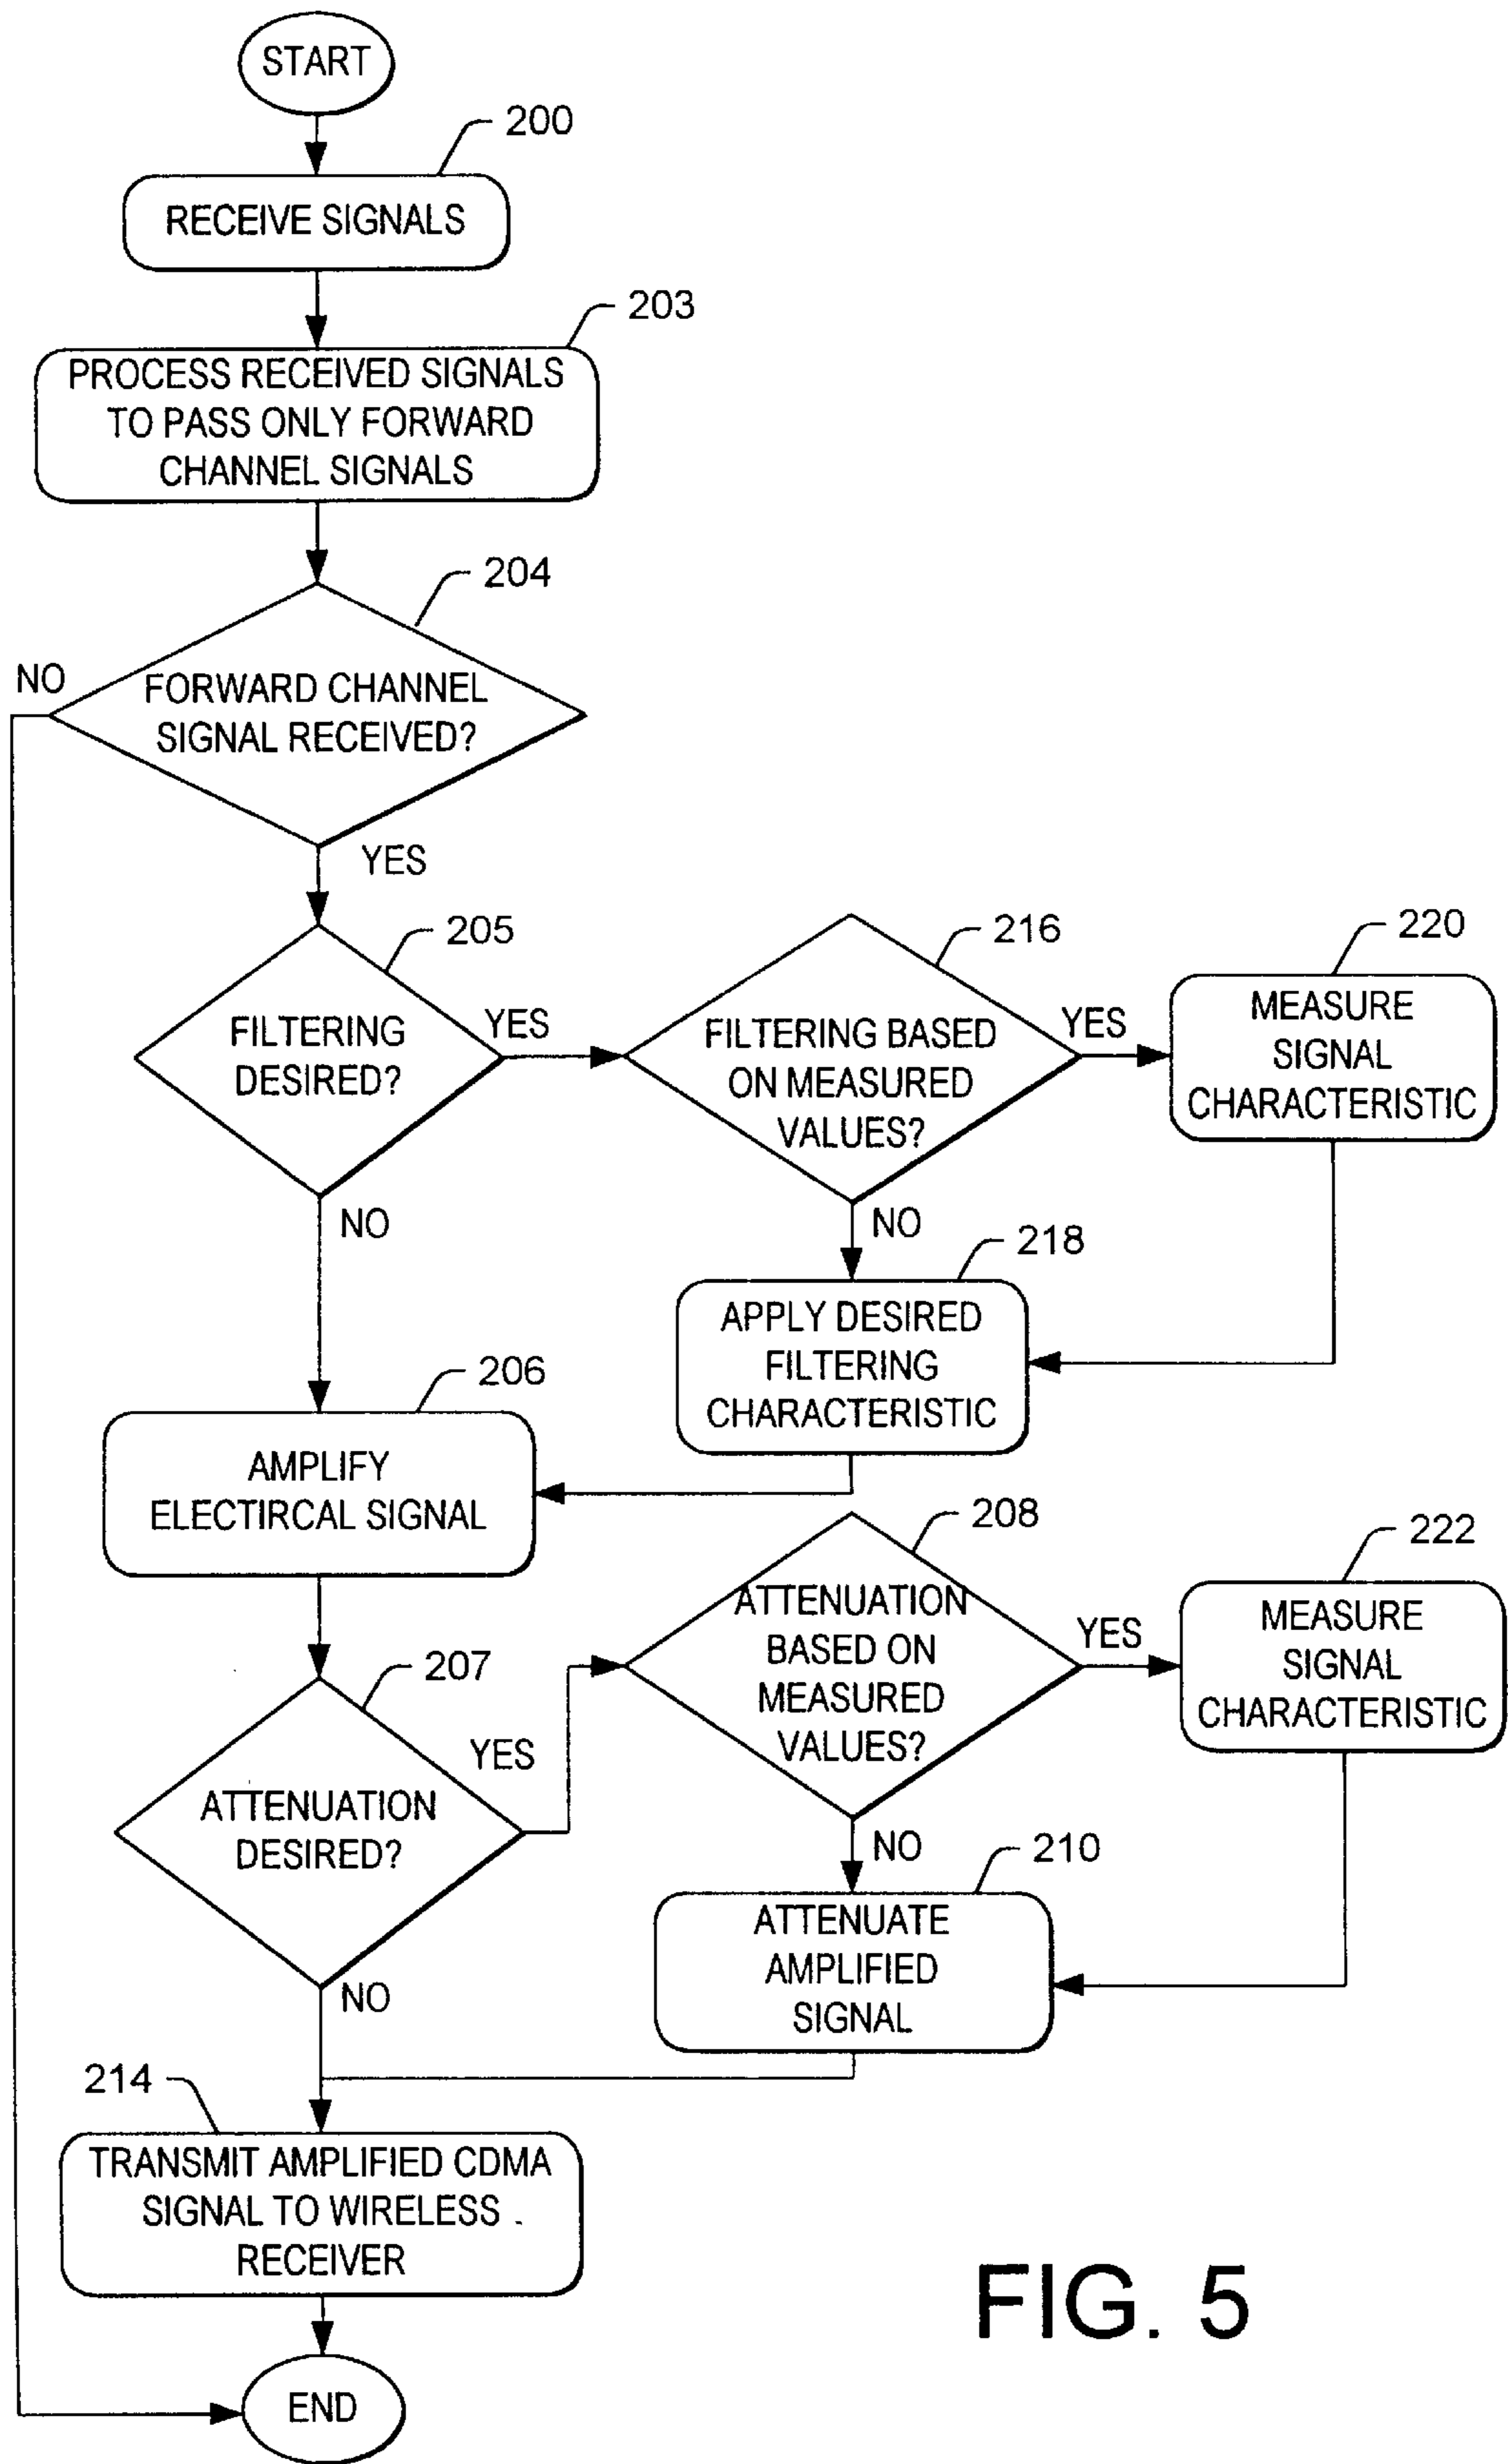 START
200
RECEIVE SIGNALS
203
PROCESS RECEIVED SIGNALS
TO PASS ONLY FORWARD
CHANNEL SIGNALS
204
NO
FORWARD CHANNEL
SIGNAL RECEIVED?
YES
205
FILTERING
DESIRED?
YES
NO
216
FILTERING BASED
ON MEASURED
VALUES?
YES
NO
220
MEASURE
SIGNAL
CHARACTERISTIC
218
APPLY DESIRED
FILTERING
CHARACTERISTIC
206
AMPLIFY
ELECTIRCAL SIGNAL
207
ATTENUATION
DESIRED?
YES
NO
208
ATTENUATION
BASED ON
MEASURED
VALUES?
YES
NO
222
MEASURE
SIGNAL
CHARACTERISTIC
210
ATTENUATE
AMPLIFIED
SIGNAL
214
TRANSMIT AMPLIFIED CDMA
SIGNAL TO WIRELESS
RECEIVER
END
FIG. 5